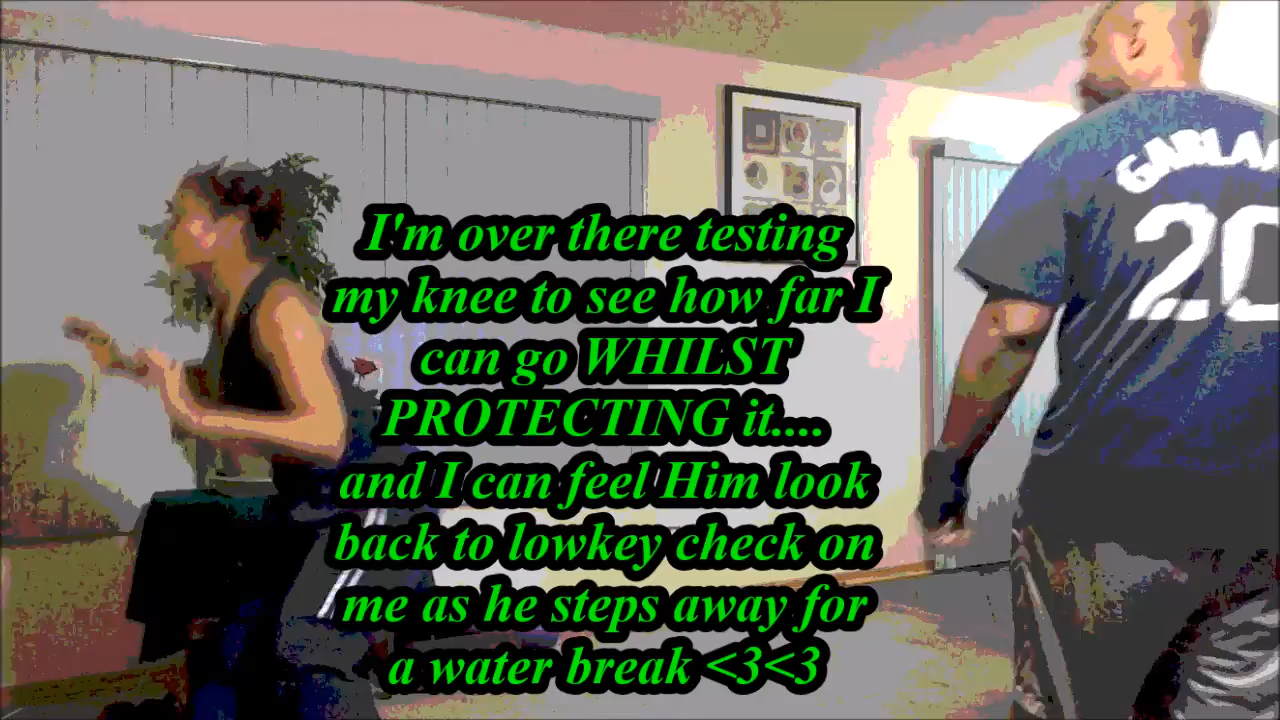 I'm over there testing
my knee to see how far I
can go WHILST
PROTECTING it....
and I can feel Him look
back to lowkey check on
me as he steps away for
a water break <3<3
20